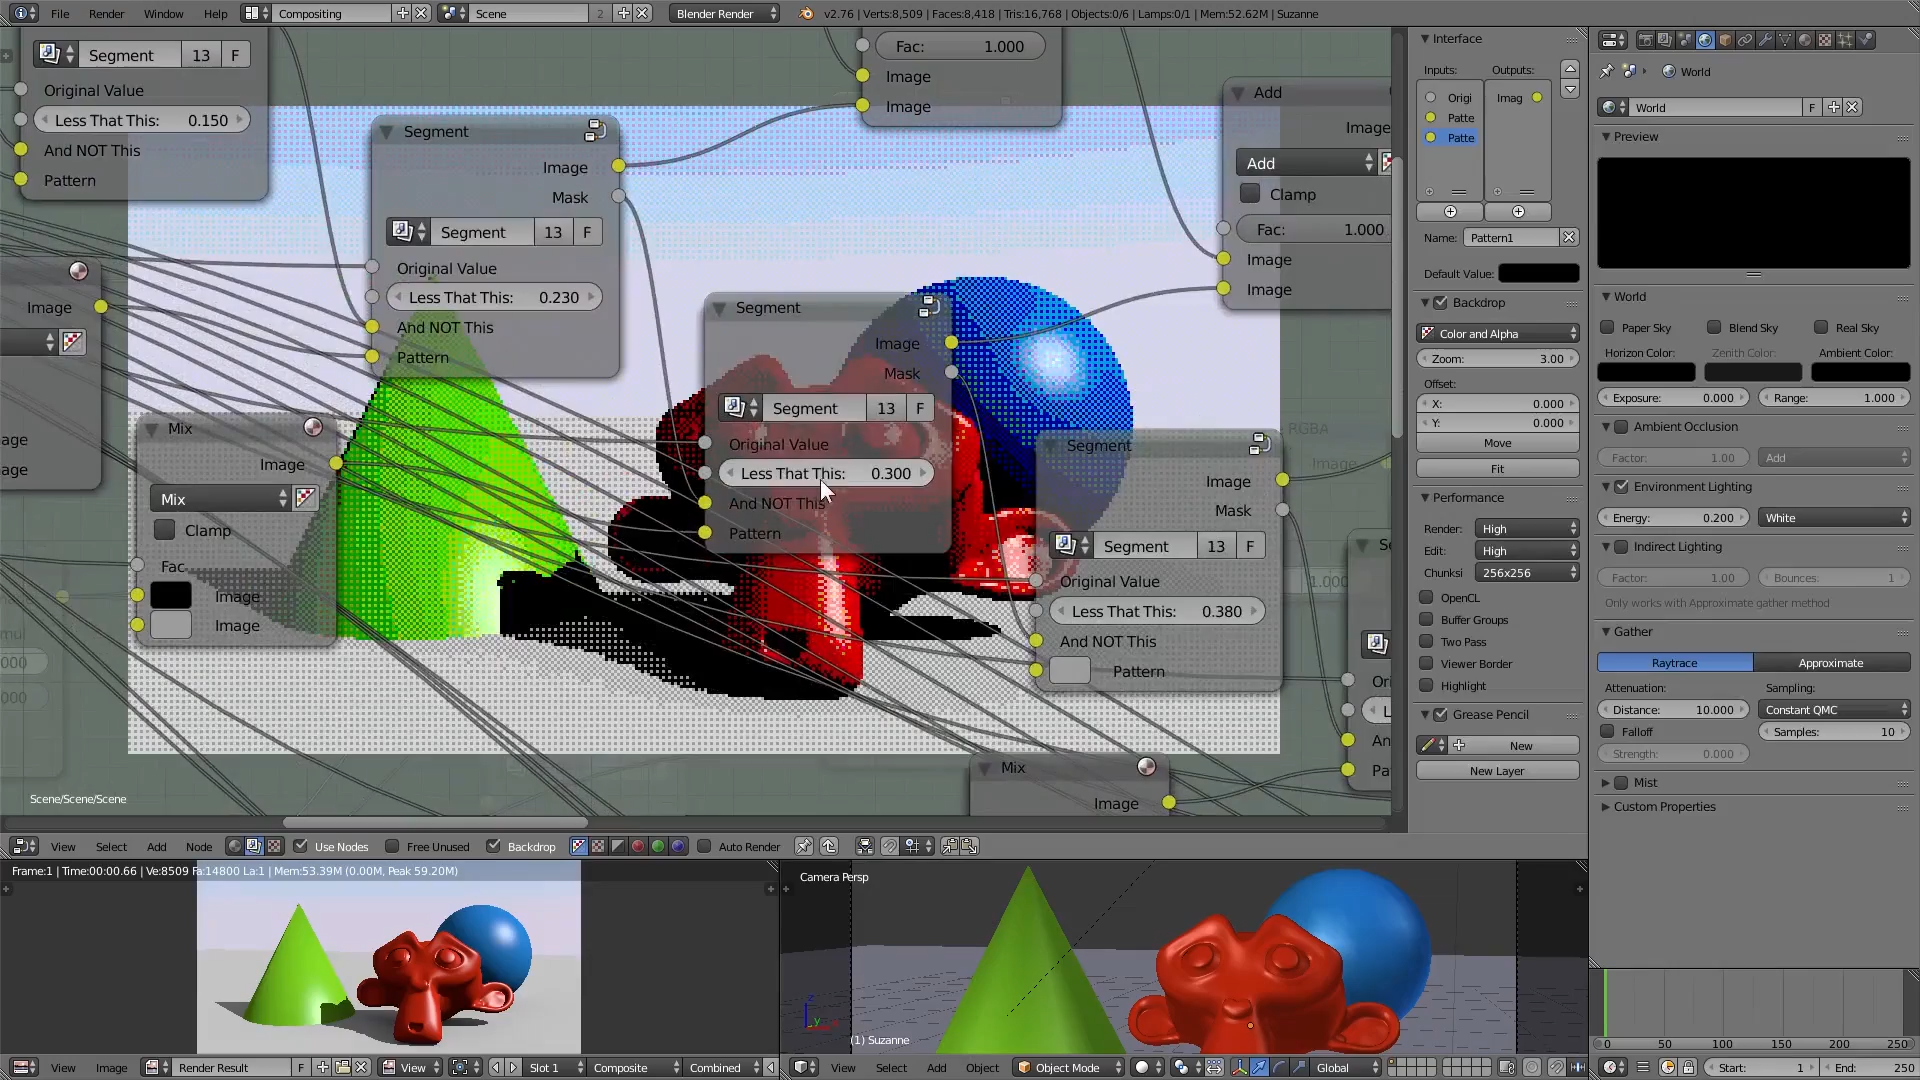 File Render Window Help Compositing Scene 2 Blender Render v2.76 | Verts:8,509 | Faces:8,418 | Tris:16,768 | Objects:0/6 | Lamps:0/1 | Mem:52.62M | Suzanne
Segment 13 F
Original Value
Less That This: 0.150
And NOT This
Pattern
Segment
Image
Mask
Segment 13 F
Original Value
Less That This: 0.230
And NOT This
Pattern
Fac: 1.000
Image
Image
Add
Image
Add
Clamp
Fac: 1.000
Image
Image
Image
age
age
Mix
Image
Mix
Clamp
Fac
Image
Image
Segment
Image
Mask
Segment 13 F
Original Value
Less That This: 0.300
And NOT This
Pattern
RGBA
Image
Segment
Image
Mask
Segment 13 F
Original Value
Less That This: 0.380
And NOT This
Pattern
1.000
Se
Ori
L
An
Pa
Mix
Image
Scene/Scene/Scene
View Select Add Node Use Nodes Free Unused Backdrop Auto Render
Interface
Inputs: Outputs:
Origi
Patte
Patte
Imag
Name: Pattern1
Default Value:
Backdrop
Color and Alpha
Zoom: 3.00
Offset:
X: 0.000
Y: 0.000
Move
Fit
Performance
Render: High
Edit: High
Chunksi 256x256
OpenCL
Buffer Groups
Two Pass
Viewer Border
Highlight
Grease Pencil
New
New Layer
World
World F
Preview
World
Paper Sky Blend Sky Real Sky
Horizon Color: Zenith Color: Ambient Color:
Exposure: 0.000 Range: 1.000
Ambient Occlusion
Factor: 1.00 Add
Environment Lighting
Energy: 0.200 White
Indirect Lighting
Factor: 1.00 Bounces: 1
Only works with Approximate gather method
Gather
Raytrace Approximate
Attenuation: Sampling:
Distance: 10.000 Constant QMC
Falloff Samples: 10
Strength: 0.000
Mist
Custom Properties
Frame:1 | Time:00:00.66 | Ve:8509 Fa:14800 La:1 | Mem:53.39M (0.00M, Peak 59.20M)
View Image Render Result F View Slot 1 Composite Combined
Camera Persp
z
y
(1) Suzanne
View Select Add Object Object Mode Global
0 50 100 150 200 250
Start: 1 End: 250